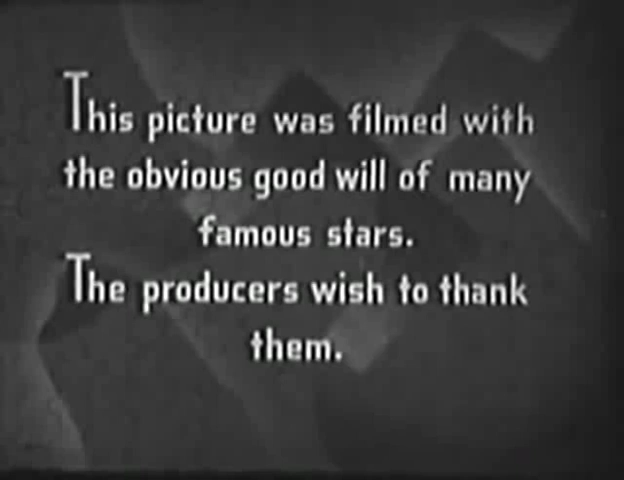 This picture was filmed with
the obvious good will of many
famous stars.
The producers wish to thank
them.